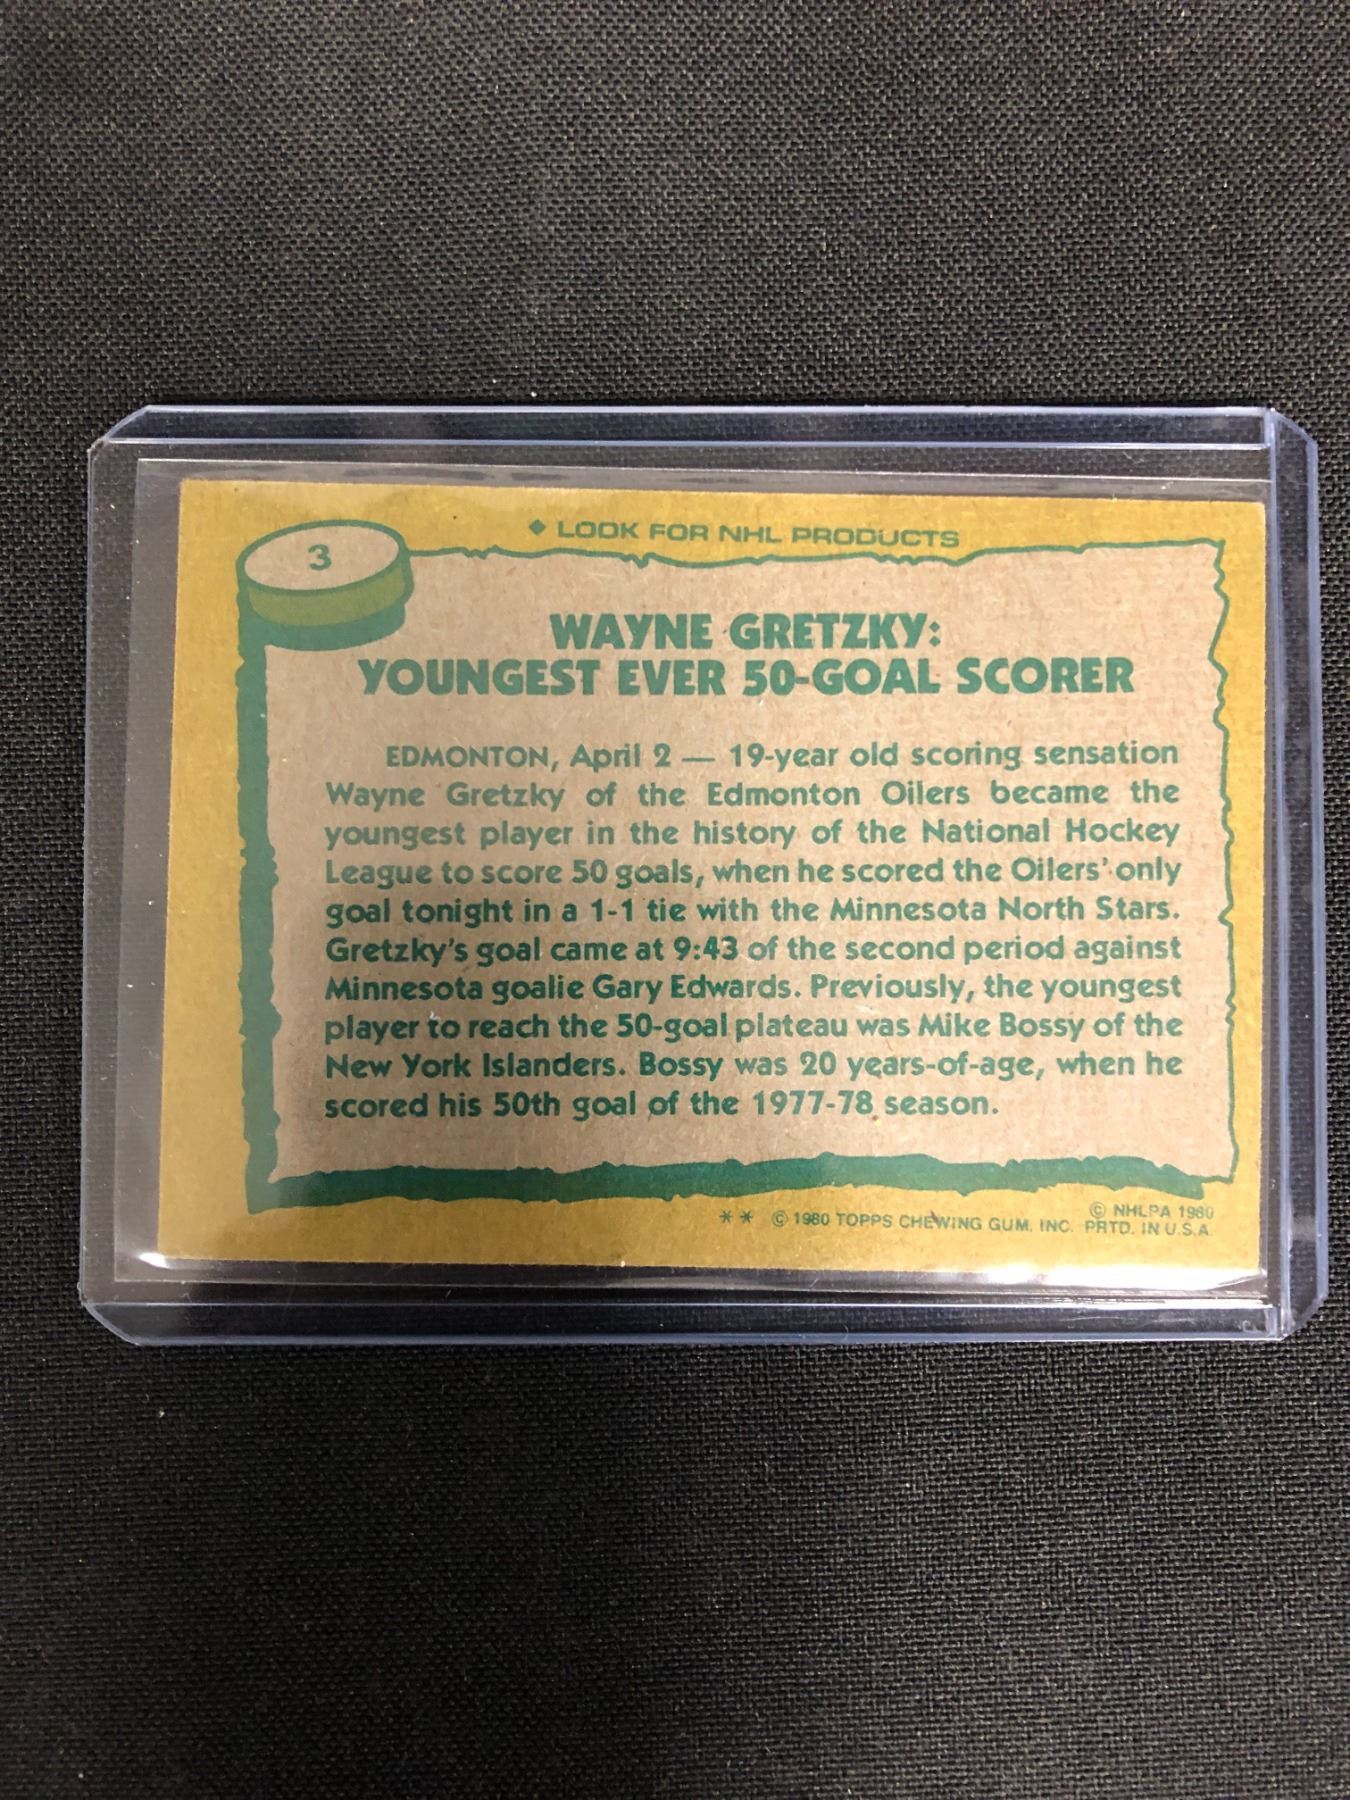 3
◆ LOOK FOR NHL PRODUCTS
WAYNE GRETZKY:
YOUNGEST EVER 50-GOAL SCORER
EDMONTON, April 2 — 19-year old scoring sensation
Wayne Gretzky of the Edmonton Oilers became the
youngest player in the history of the National Hockey
League to score 50 goals, when he scored the Oilers' only
goal tonight in a 1-1 tie with the Minnesota North Stars.
Gretzky's goal came at 9:43 of the second period against
Minnesota goalie Gary Edwards. Previously, the youngest
player to reach the 50-goal plateau was Mike Bossy of the
New York Islanders. Bossy was 20 years-of-age, when he
scored his 50th goal of the 1977-78 season.
© NHLPA 1980
** © 1980 TOPPS CHEWING GUM, INC. PRTD. IN U.S.A.